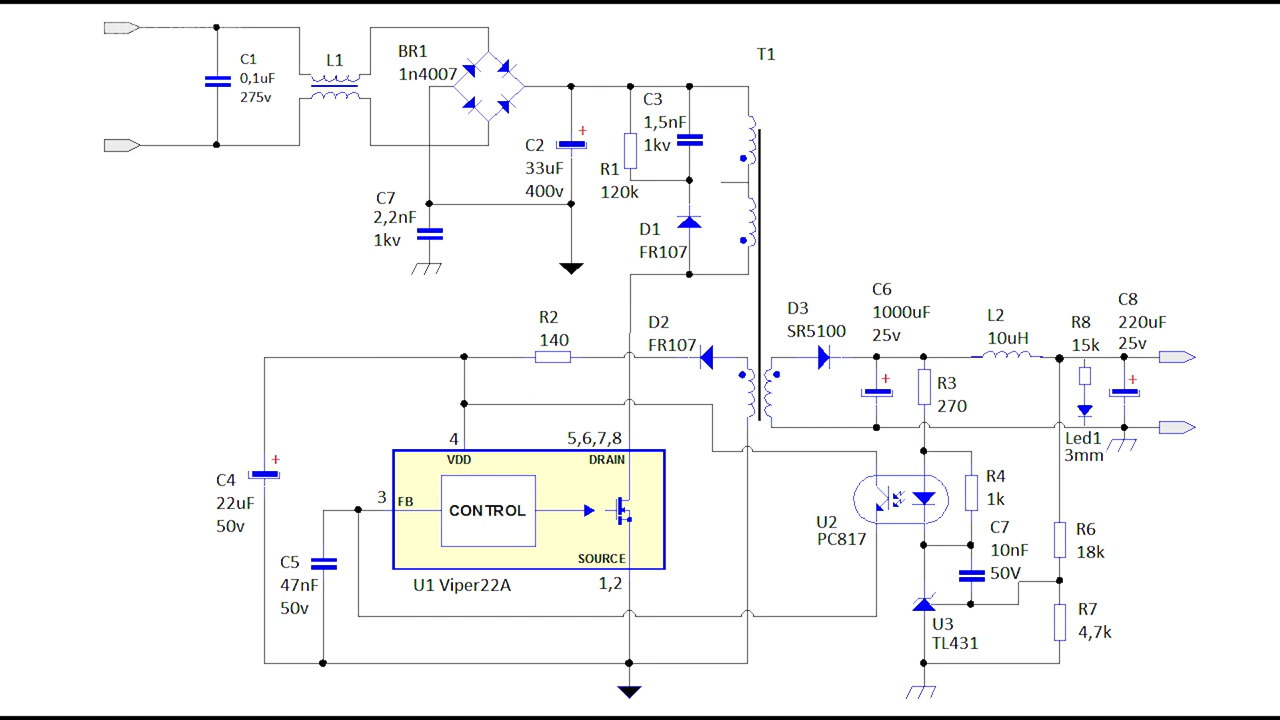 C1
0,1uF
275v
L1
BR1
1n4007
T1
C3
1,5nF
1kv
C2
33uF
400v
R1
120k
C7
2,2nF
1kv
D1
FR107
R2
140
D2
FR107
D3
SR5100
C6
1000uF
25v
L2
10uH
R8
15k
C8
220uF
25v
R3
270
Led1
3mm
4
VDD
5,6,7,8
DRAIN
C4
22uF
50v
3
FB
CONTROL
SOURCE
1,2
U1 Viper22A
C5
47nF
50v
U2
PC817
R4
1k
C7
10nF
50V
R6
18k
U3
TL431
R7
4,7k